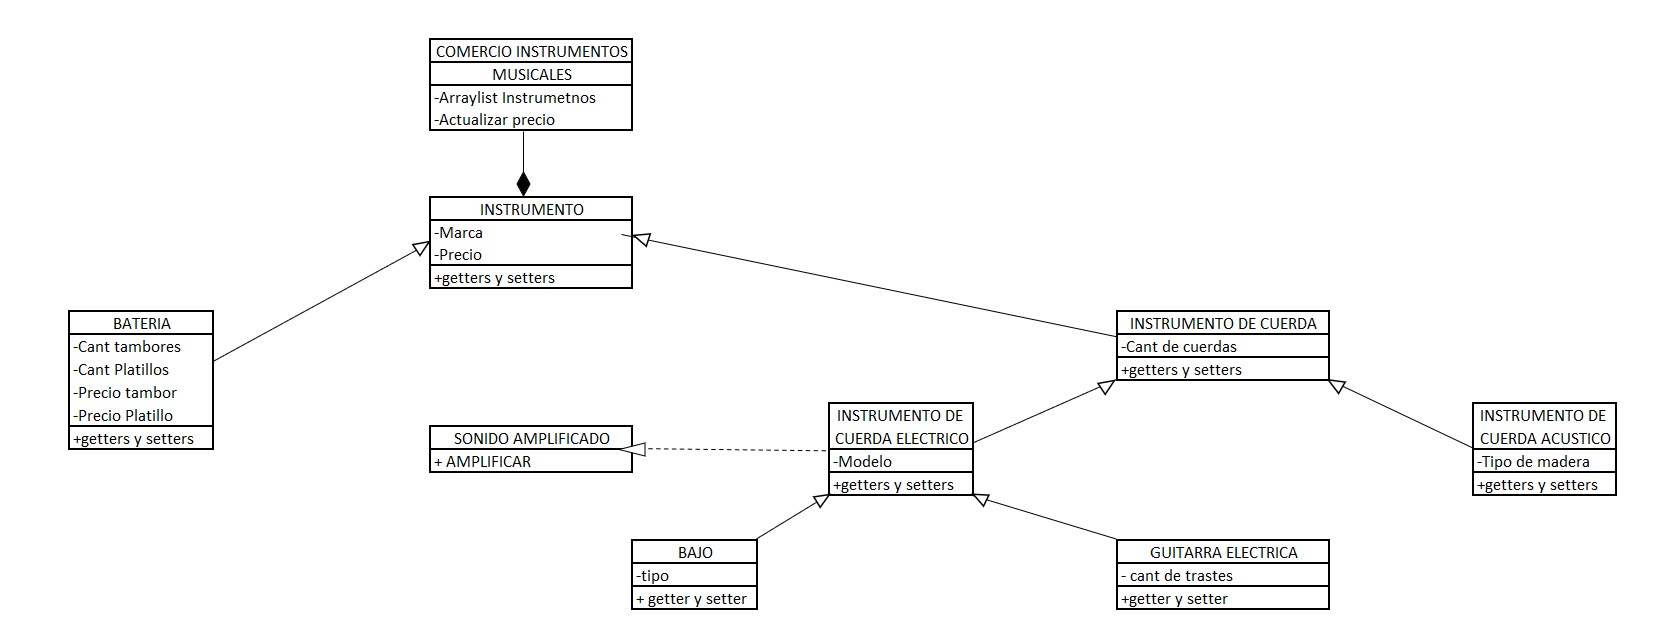 COMERCIO INSTRUMENTOS
MUSICALES
-Arraylist Instrumetnos
-Actualizar precio
INSTRUMENTO
-Marca
-Precio
+getters y setters
BATERIA
-Cant tambores
-Cant Platillos
-Precio tambor
-Precio Platillo
+getters y setters
INSTRUMENTO DE CUERDA
-Cant de cuerdas
+getters y setters
SONIDO AMPLIFICADO
+ AMPLIFICAR
INSTRUMENTO DE
CUERDA ELECTRICO
-Modelo
+getters y setters
INSTRUMENTO DE
CUERDA ACUSTICO
-Tipo de madera
+getters y setters
BAJO
-tipo
+ getter y setter
GUITARRA ELECTRICA
- cant de trastes
+getter y setter